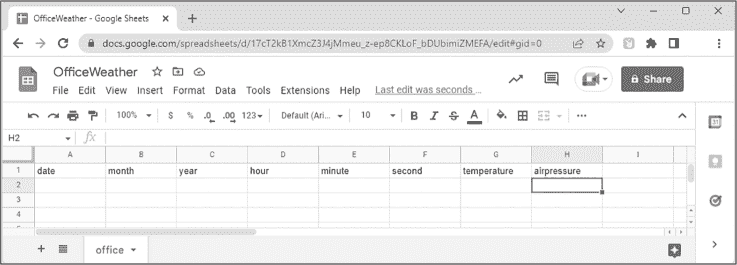 OfficeWeather - Google Sheets
docs.google.com/spreadsheets/d/17cT2kB1XmcZ3J4jMmeu_z-ep8CKLoF_bDUbimiZMEFA/edit#gid=0
OfficeWeather
Share
File Edit View Insert Format Data Tools Extensions Help Last edit was seconds ...
100% $ % .0 .00 123 Default (Ari... 10 B I S A
31
H2 fx
A B C D E F G H I
1 date month year hour minute second temperature airpressure
2
3
4
office